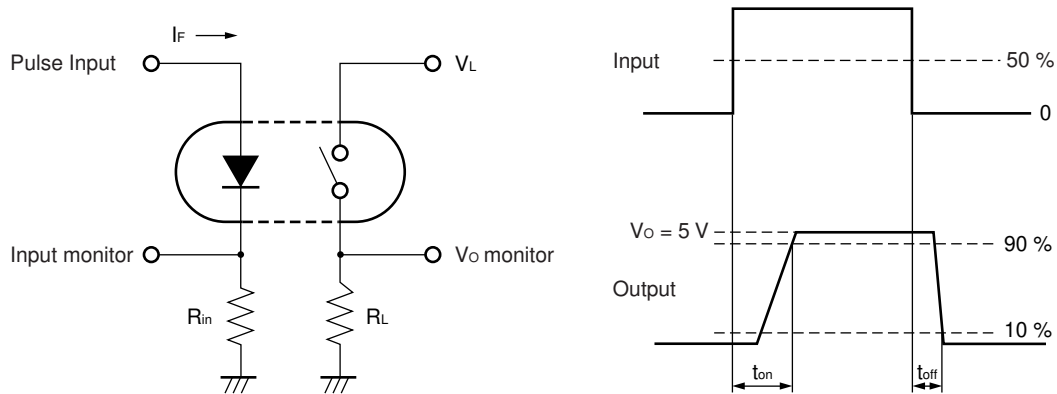 IF
Pulse Input
VL
Input monitor
VO monitor
Rin
RL
Input
50 %
0
VO = 5 V
90 %
Output
10 %
ton
toff